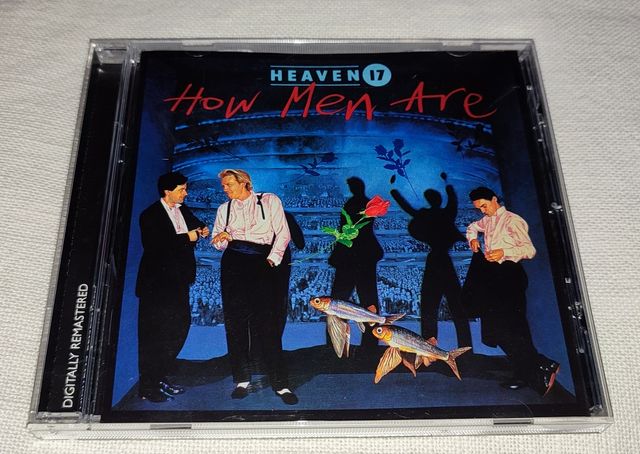 HEAVEN 17
How Men Are
DIGITALLY REMASTERED